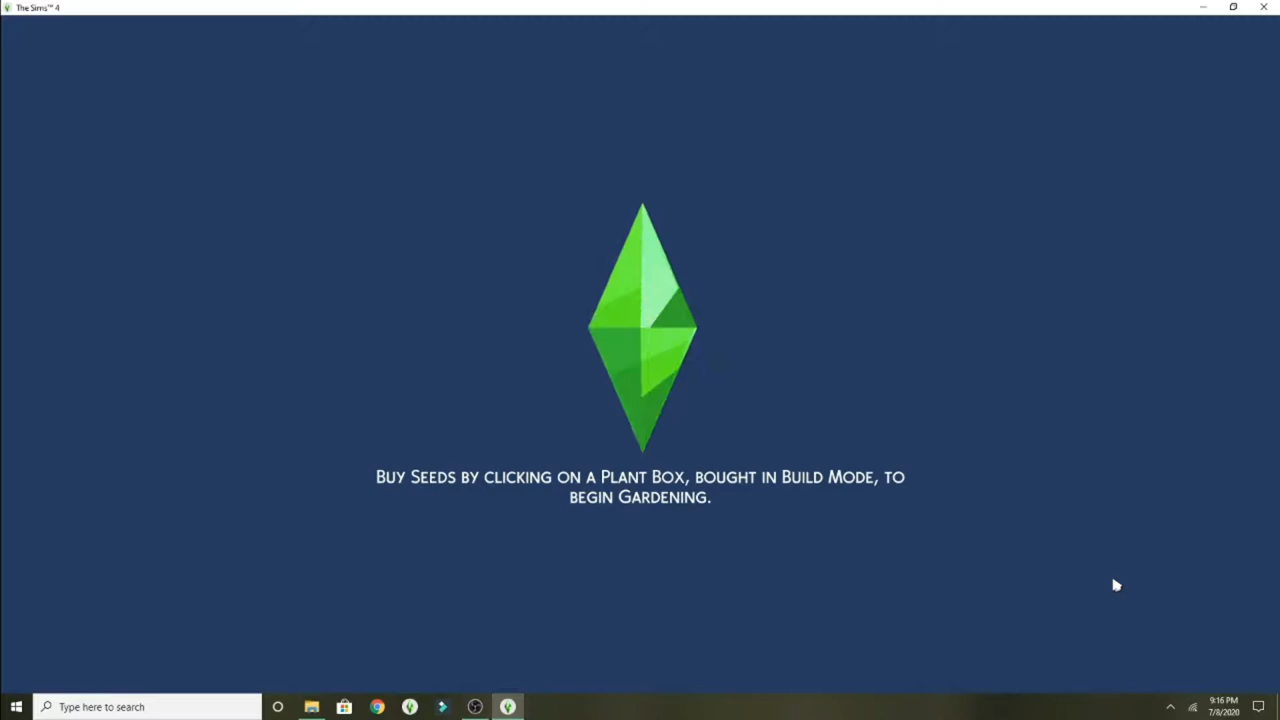 The Sims™ 4
Buy Seeds by clicking on a Plant Box, bought in Build Mode, to
begin Gardening.
Type here to search
9:16 PM
7/8/2020